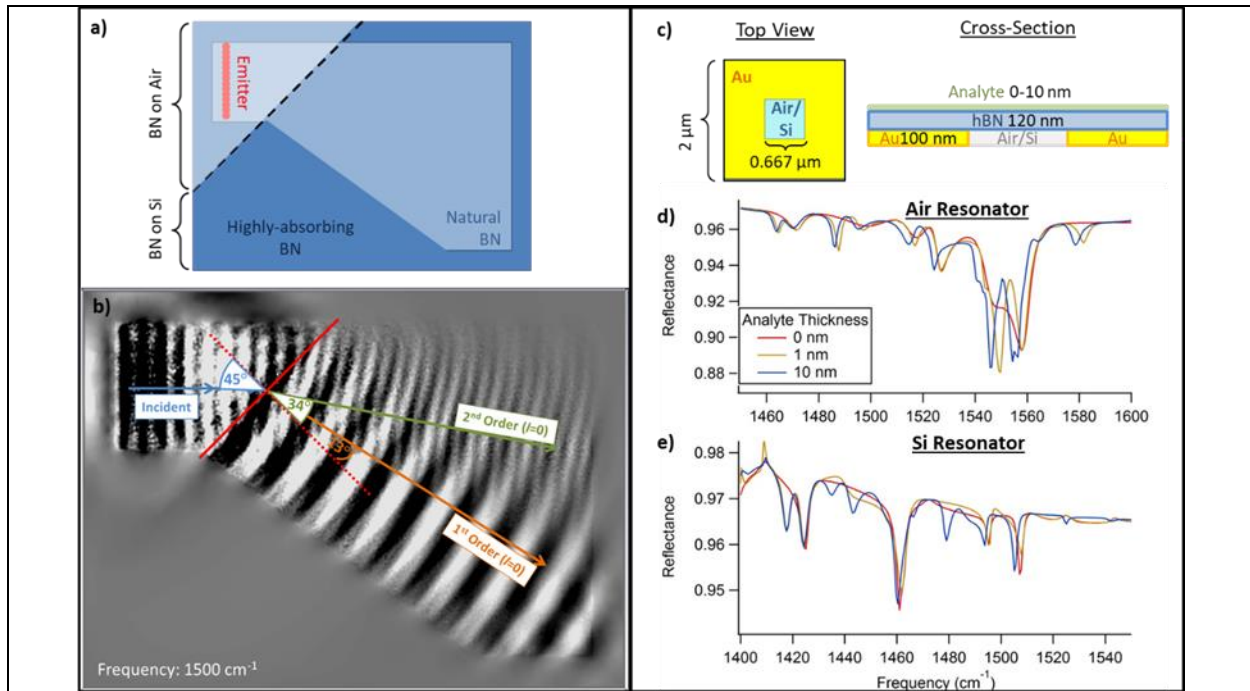 a)
BN on Air
BN on Si
Emitter
Highly-absorbing
BN
Natural
BN
b)
45°
Incident
34°
2nd Order (l=0)
1st Order (l=0)
Frequency: 1500 cm-1
c)
Top View
Cross-Section
Au
Air/
Si
2 µm
0.667 µm
Analyte 0-10 nm
hBN 120 nm
Au 100 nm
Air/Si
Au
d)
Air Resonator
0.96
0.94
0.92
0.90
0.88
Reflectance
Analyte Thickness
0 nm
1 nm
10 nm
1460 1480 1500 1520 1540 1560 1580 1600
e)
Si Resonator
0.98
0.97
0.96
0.95
Reflectance
1400 1420 1440 1460 1480 1500 1520 1540
Frequency (cm-1)